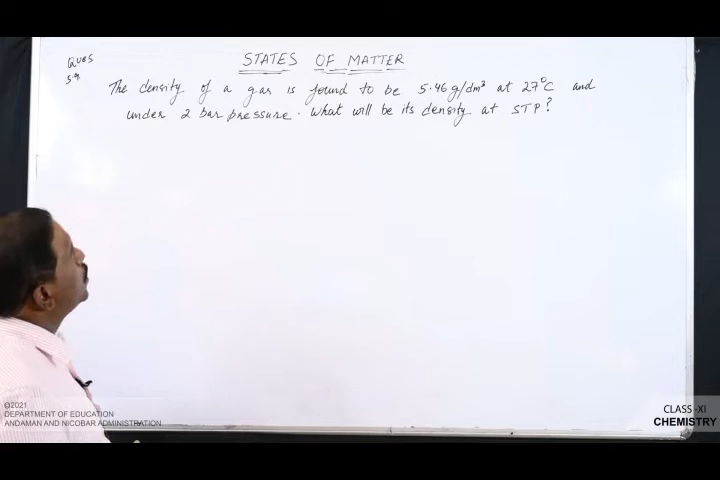 STATES OF MATTER
Ques
5.9
The density of a gas is found to be 5.46 g/dm³ at 27°C and
under 2 bar pressure. What will be its density at STP?
©2021
DEPARTMENT OF EDUCATION
ANDAMAN AND NICOBAR ADMINISTRATION
CLASS -XI
CHEMISTRY